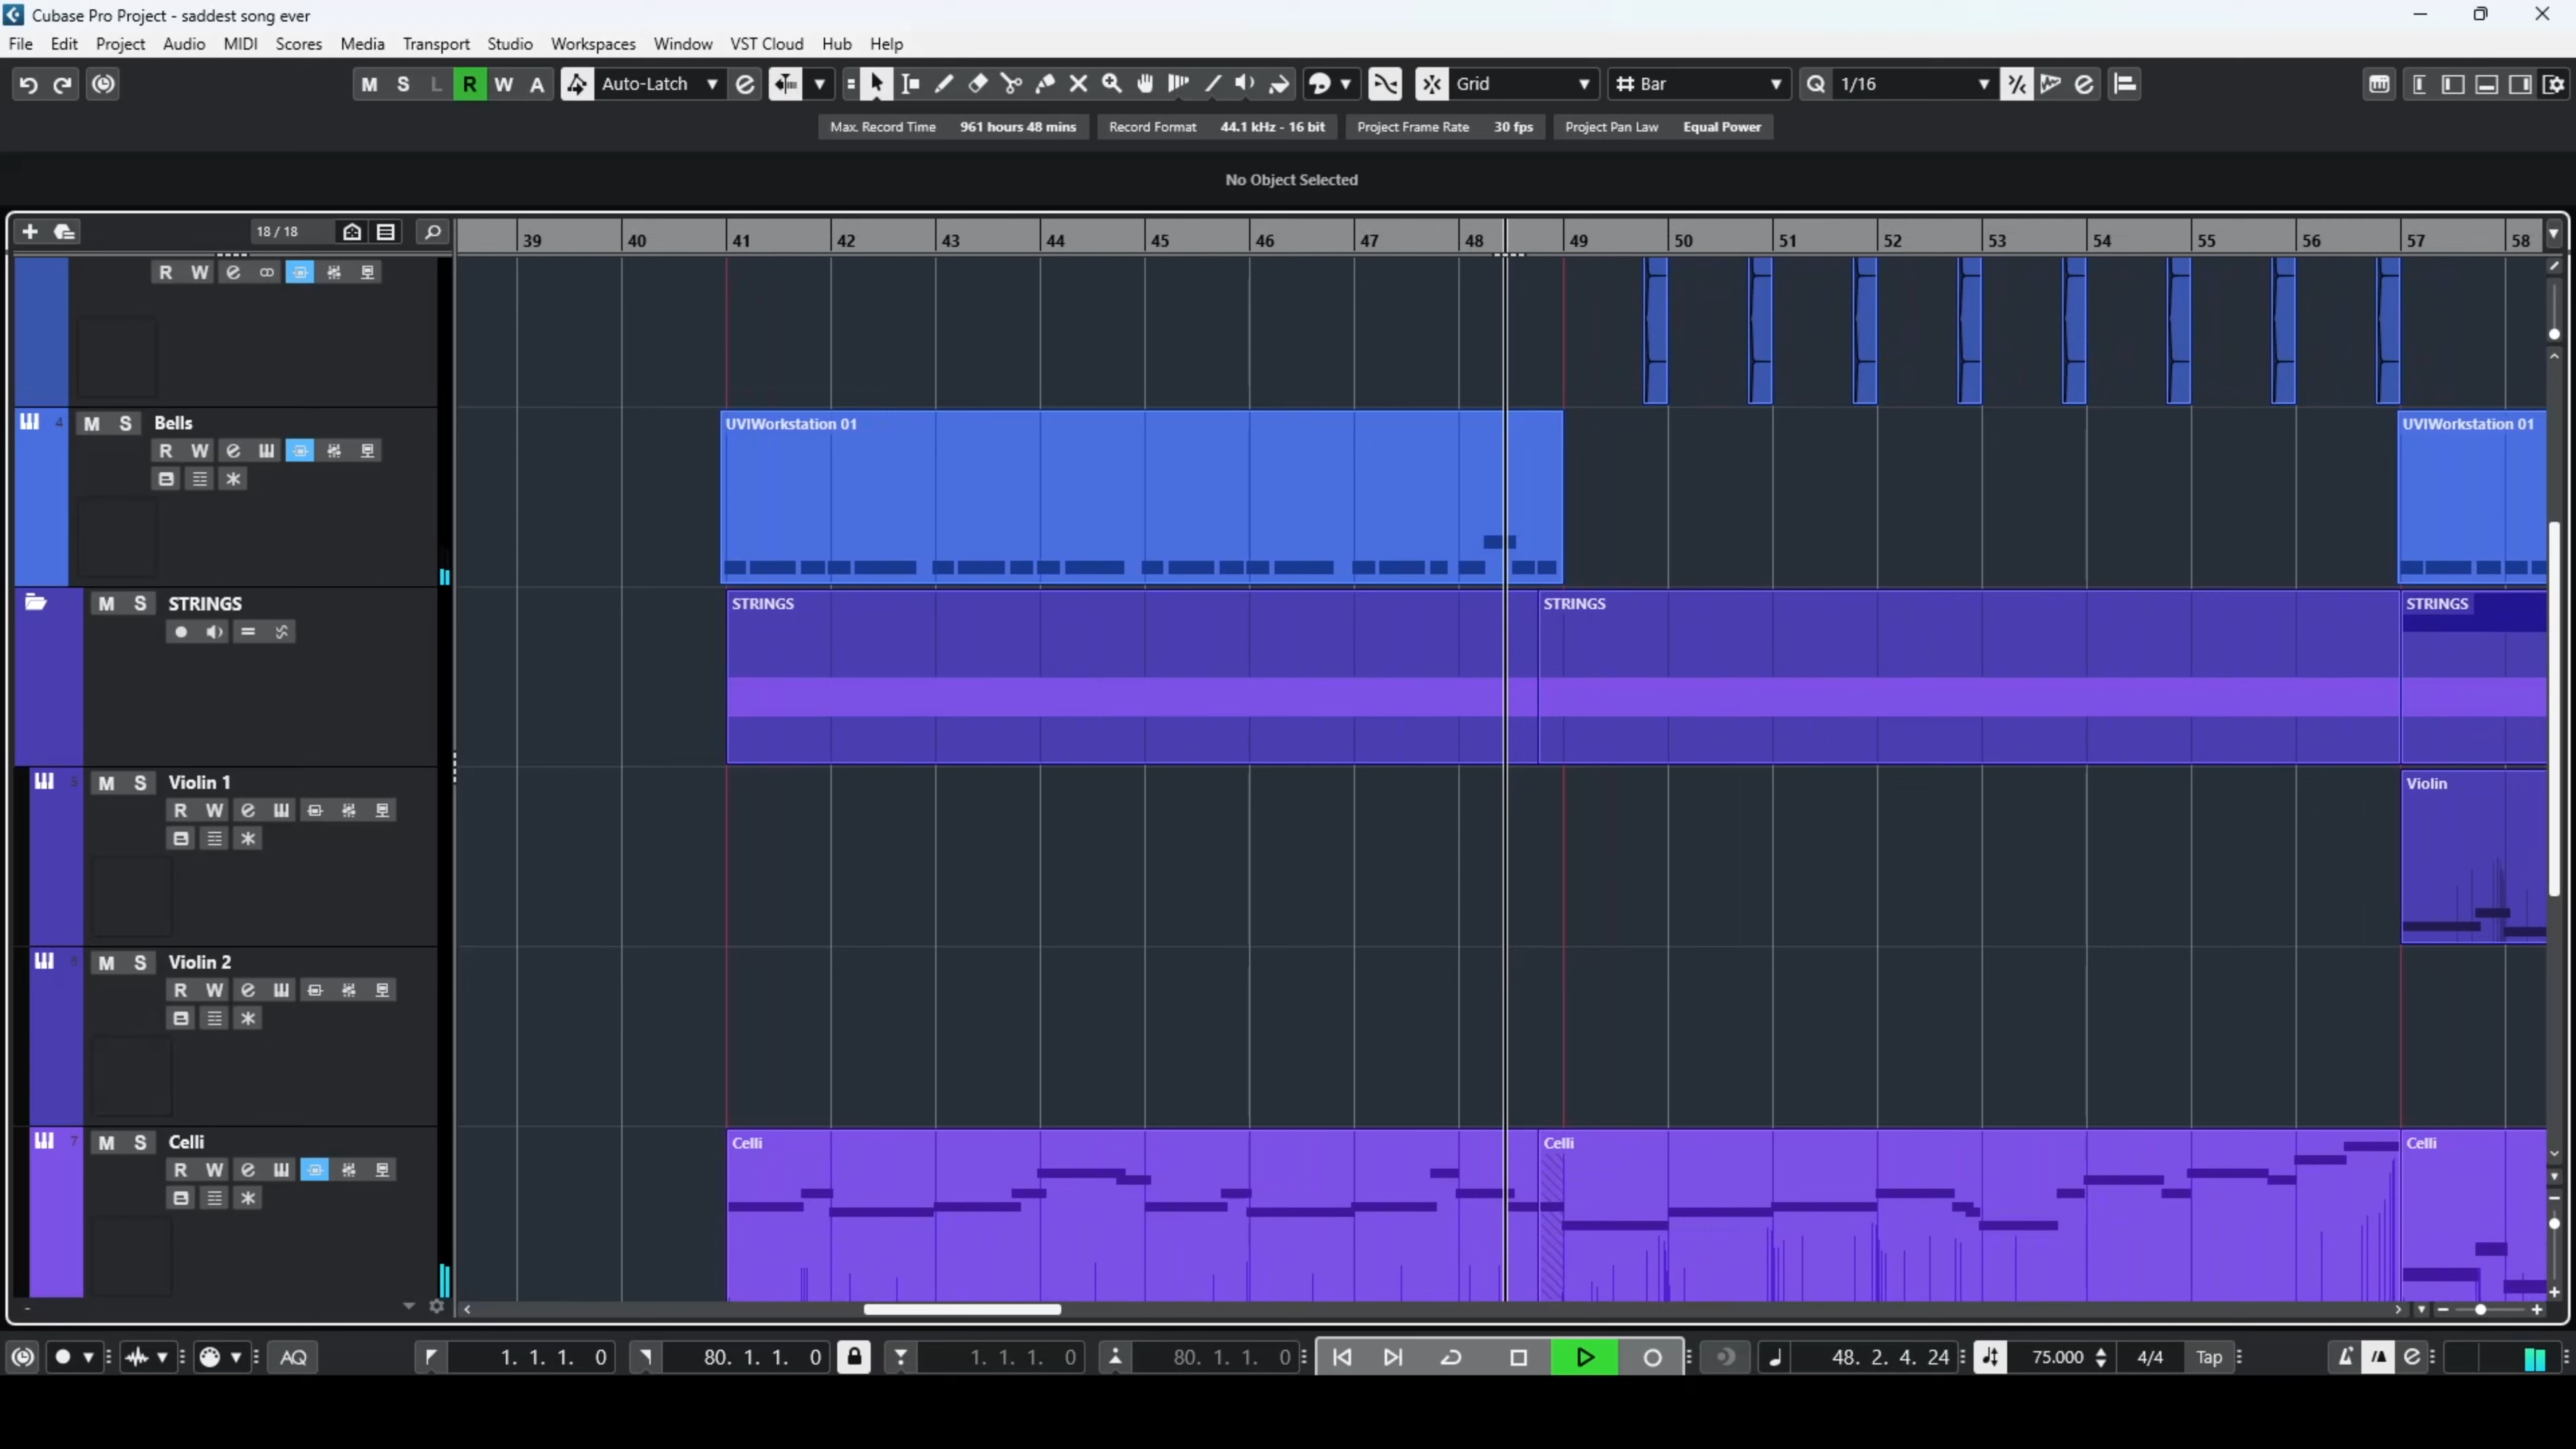 Cubase Pro Project - saddest song ever
File Edit Project Audio MIDI Scores Media Transport Studio Workspaces Window VST Cloud Hub Help
M S L R W A Auto-Latch Grid Bar Q 1/16
Max. Record Time 961 hours 48 mins Record Format 44.1 kHz - 16 bit Project Frame Rate 30 fps Project Pan Law Equal Power
No Object Selected
18 / 18 39 40 41 42 43 44 45 46 47 48 49 50 51 52 53 54 55 56 57 58
R W
4 M S Bells UVIWorkstation 01 UVIWorkstation 01
R W
M S STRINGS STRINGS STRINGS STRINGS
5 M S Violin 1 Violin
R W
6 M S Violin 2
R W
7 M S Celli Celli Celli Celli
R W
AQ 1. 1. 1. 0 80. 1. 1. 0 1. 1. 1. 0 80. 1. 1. 0 48. 2. 4. 24 75.000 4/4 Tap